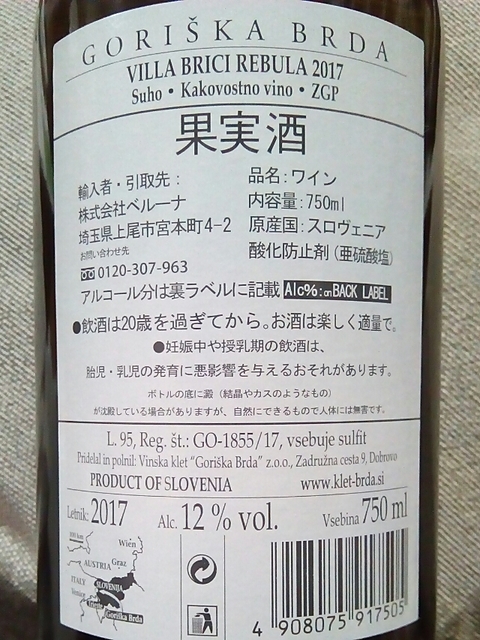 GORIŠKA BRDA
VILLA BRICI REBULA 2017
Suho • Kakovostno vino • ZGP
果実酒
輸入者・引取先:
株式会社ベルーナ
埼玉県上尾市宮本町4-2
お問い合わせ先
0120-307-963
品名:ワイン
内容量:750ml
原産国:スロヴェニア
酸化防止剤(亜硫酸塩)
アルコール分は裏ラベルに記載 Alc%:on BACK LABEL
●飲酒は20歳を過ぎてから。お酒は楽しく適量で。
●妊娠中や授乳期の飲酒は、
胎児・乳児の発育に悪影響を与えるおそれがあります。
ボトルの底に澱(結晶やカスのようなもの)
が沈殿している場合がありますが、自然にできるもので人体には無害です。
L. 95, Reg. št.: GO-1855/17, vsebuje sulfit
Pridelal in polnil: Vinska klet "Goriška Brda" z.o.o., Zadružna cesta 9, Dobrovo
PRODUCT OF SLOVENIA www.klet-brda.si
Letnik: 2017 Alc. 12 % vol. Vsebina 750 ml
100 km
Wien
AUSTRIA Graz
SLOVENIJA
ITALY
Venice
Goriška Brda
4 908075 917505